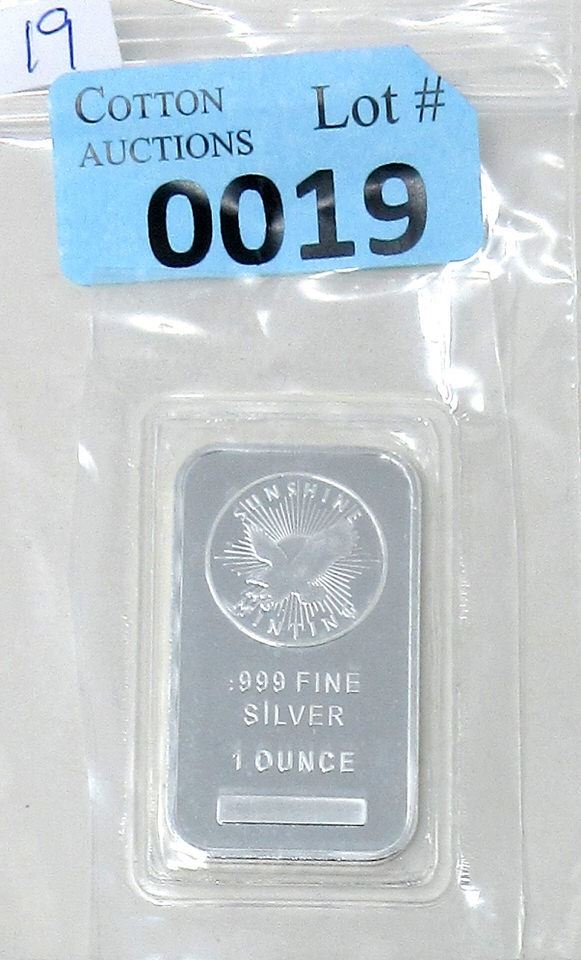 19
COTTON
AUCTIONS
Lot #
0019
SUNSHINE
MINTING
.999 FINE
SILVER
1 OUNCE